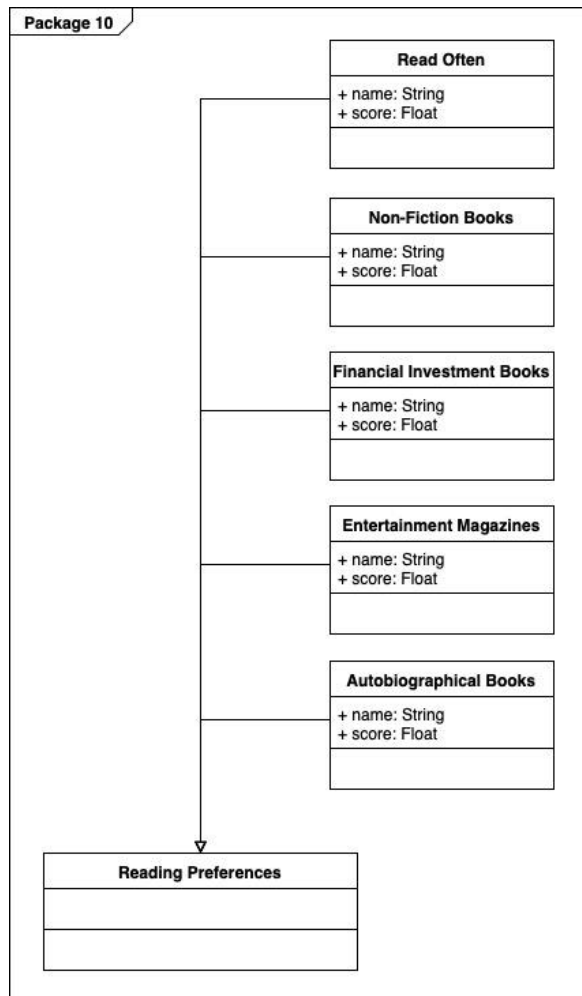 Package 10
Read Often
+ name: String
+ score: Float
Non-Fiction Books
+ name: String
+ score: Float
Financial Investment Books
+ name: String
+ score: Float
Entertainment Magazines
+ name: String
+ score: Float
Autobiographical Books
+ name: String
+ score: Float
Reading Preferences